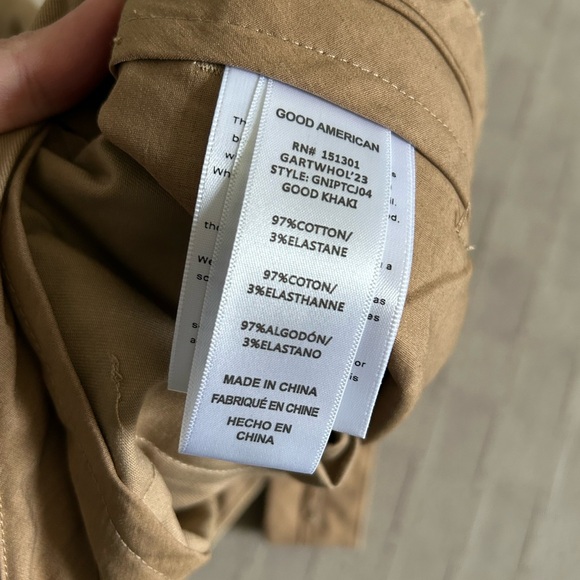 GOOD AMERICAN
RN# 151301
GARTWHOL'23
STYLE: GNIPTCJ04
GOOD KHAKI
97%COTTON/
3%ELASTANE
97%COTON/
3%ELASTHANNE
97%ALGODÓN/
3%ELASTANO
MADE IN CHINA
FABRIQUÉ EN CHINE
HECHO EN
CHINA